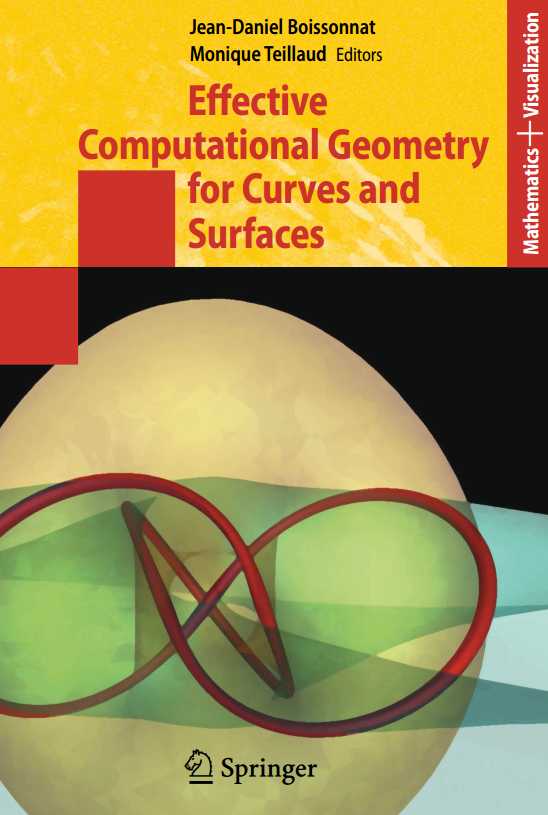 Jean-Daniel Boissonnat
Monique Teillaud Editors
Effective
Computational Geometry
for Curves and
Surfaces
Mathematics + Visualization
Springer